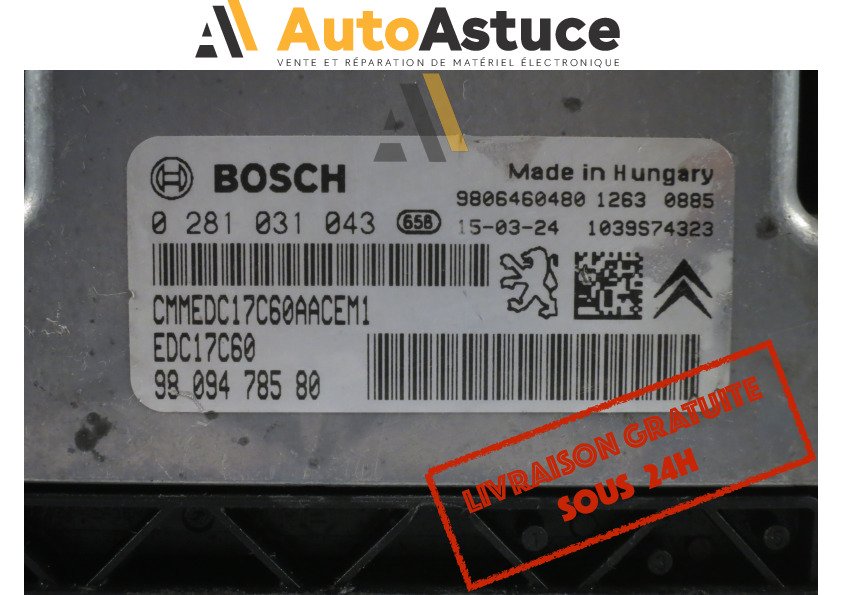 AutoAstuce
VENTE ET RÉPARATION DE MATÉRIEL ÉLECTRONIQUE
BOSCH
Made in Hungary
9806460480 1263 0885
0 281 031 043 658 15-03-24 1039S74323
CMMEDC17C60AACEM1
EDC17C60
98 094 785 80
LIVRAISON GRATUITE
SOUS 24H